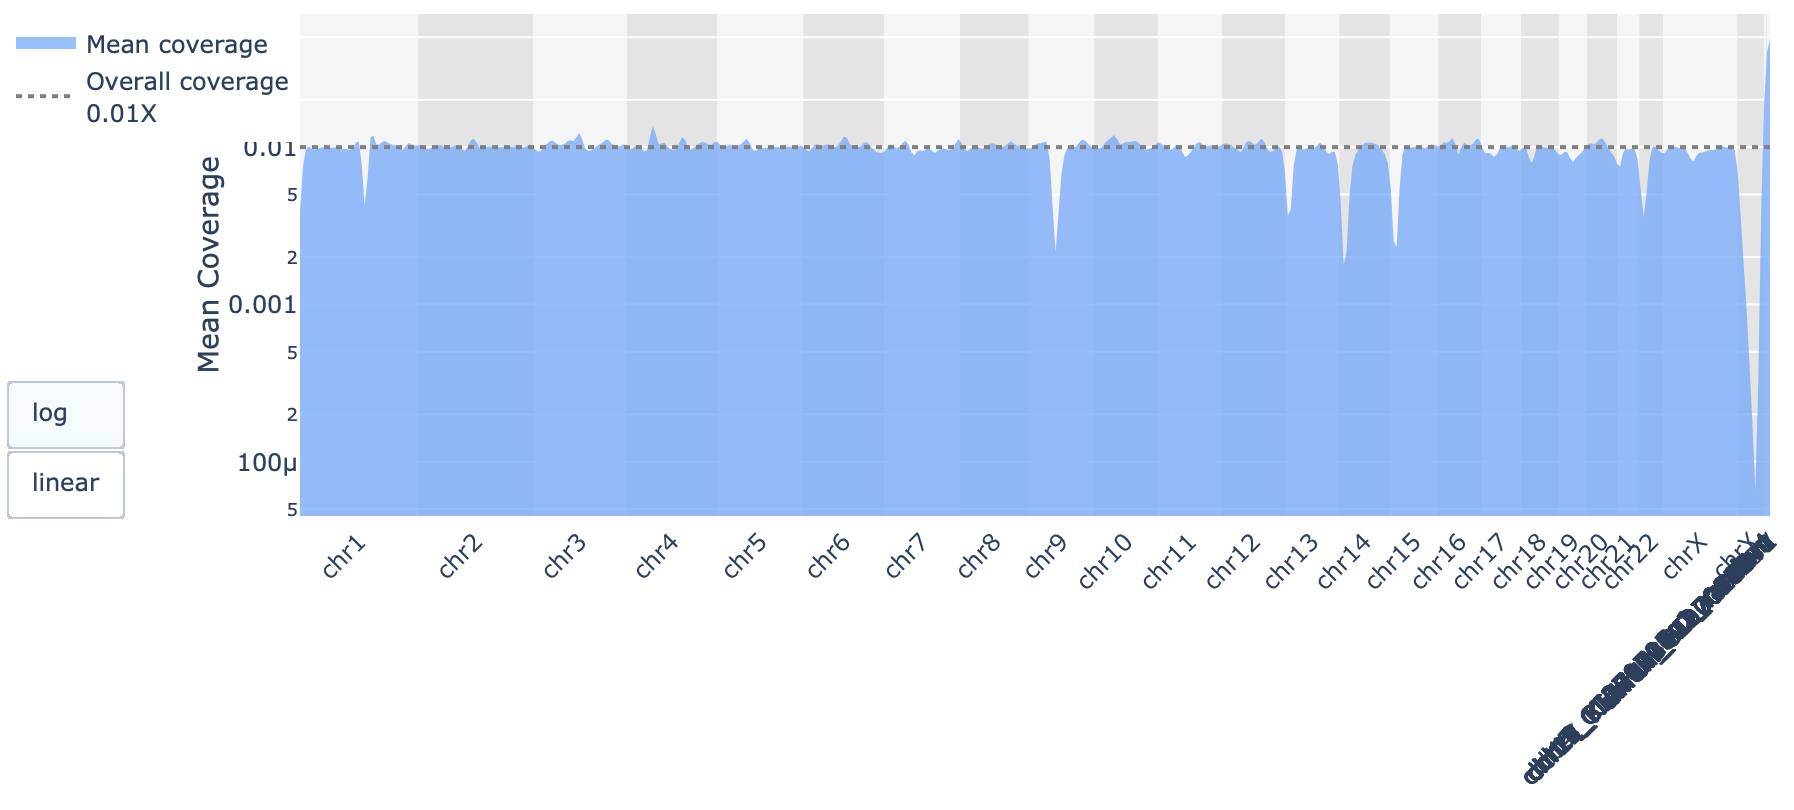 Mean coverage
Overall coverage
0.01X
Mean Coverage
0.01
5
2
0.001
5
2
100μ
5
log
linear
chr1
chr2
chr3
chr4
chr5
chr6
chr7
chr8
chr9
chr10
chr11
chr12
chr13
chr14
chr15
chr16
chr17
chr18
chr19
chr20
chr21
chr22
chrX